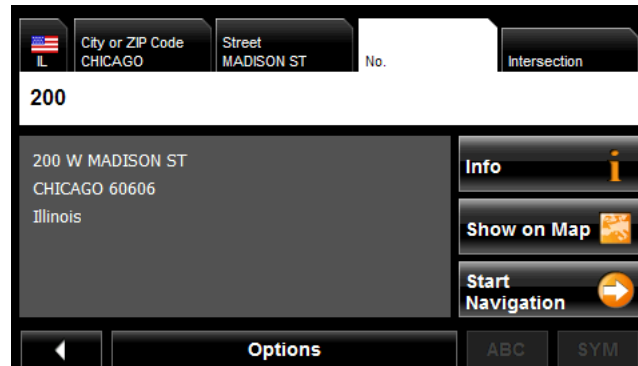 IL
City or ZIP Code
CHICAGO
Street
MADISON ST
No.
Intersection
200
200 W MADISON ST
CHICAGO 60606
Illinois
Info
Show on Map
Start
Navigation
Options
ABC
SYM